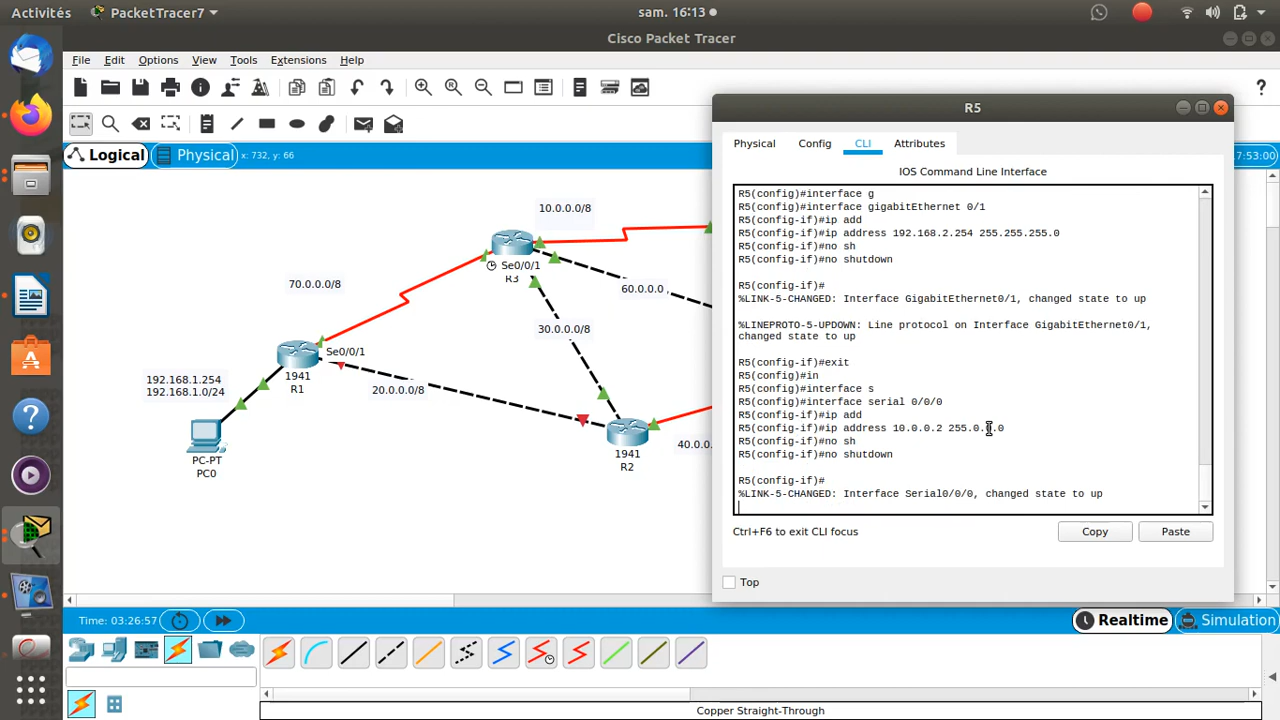 Activités
PacketTracer7
sam. 16:13
Cisco Packet Tracer
File Edit Options View Tools Extensions Help
Logical
Physical
x: 732, y: 66
7:53:00
10.0.0.0/8
Se0/0/1
R3
70.0.0.0/8
60.0.0.0
30.0.0.0/8
Se0/0/1
1941
R1
192.168.1.254
192.168.1.0/24
20.0.0.0/8
PC-PT
PC0
1941
R2
40.0.
R5
Physical Config CLI Attributes
IOS Command Line Interface
R5(config)#interface g
R5(config)#interface gigabitEthernet 0/1
R5(config-if)#ip add
R5(config-if)#ip address 192.168.2.254 255.255.255.0
R5(config-if)#no sh
R5(config-if)#no shutdown
R5(config-if)#
%LINK-5-CHANGED: Interface GigabitEthernet0/1, changed state to up
%LINEPROTO-5-UPDOWN: Line protocol on Interface GigabitEthernet0/1,
changed state to up
R5(config-if)#exit
R5(config)#in
R5(config)#interface s
R5(config)#interface serial 0/0/0
R5(config-if)#ip add
R5(config-if)#ip address 10.0.0.2 255.0.0.0
R5(config-if)#no sh
R5(config-if)#no shutdown
R5(config-if)#
%LINK-5-CHANGED: Interface Serial0/0/0, changed state to up
Ctrl+F6 to exit CLI focus
Copy
Paste
Top
Time: 03:26:57
Realtime
Simulation
Copper Straight-Through